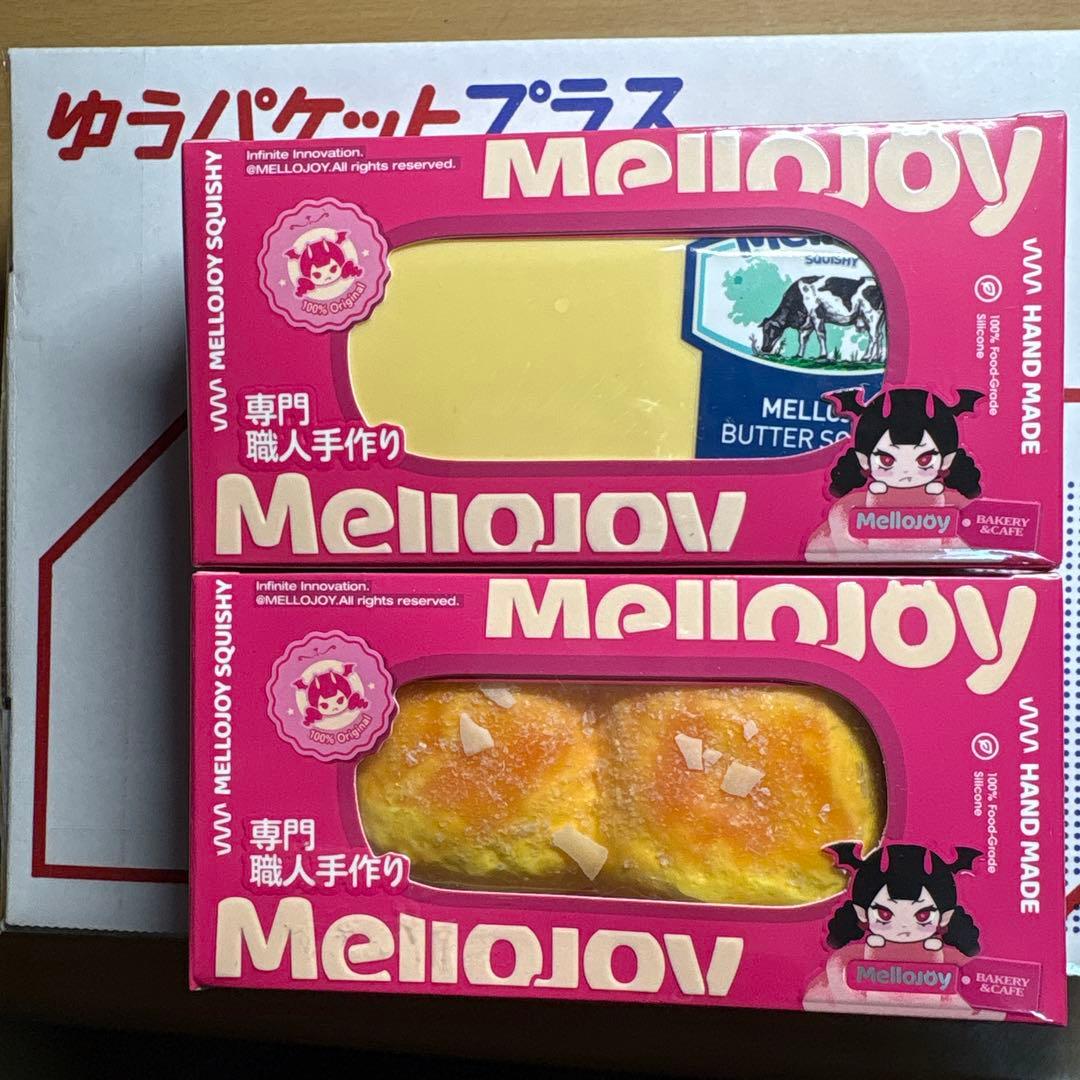 ゆうパケットプラス
Infinite Innovation.
@MELLOJOY.All rights reserved.
Mellojoy
MELLOJOY SQUISHY
100% Original
SQUISHY
BUTTER
HAND MADE
100% Food-Grade
Silicone
専門
職人手作り
Mellojoy
Mellojoy
BAKERY
&CAFE
Infinite Innovation.
@MELLOJOY.All rights reserved.
Mellojoy
MELLOJOY SQUISHY
100% Original
HAND MADE
100% Food-Grade
Silicone
専門
職人手作り
Mellojoy
Mellojoy
BAKERY
&CAFE